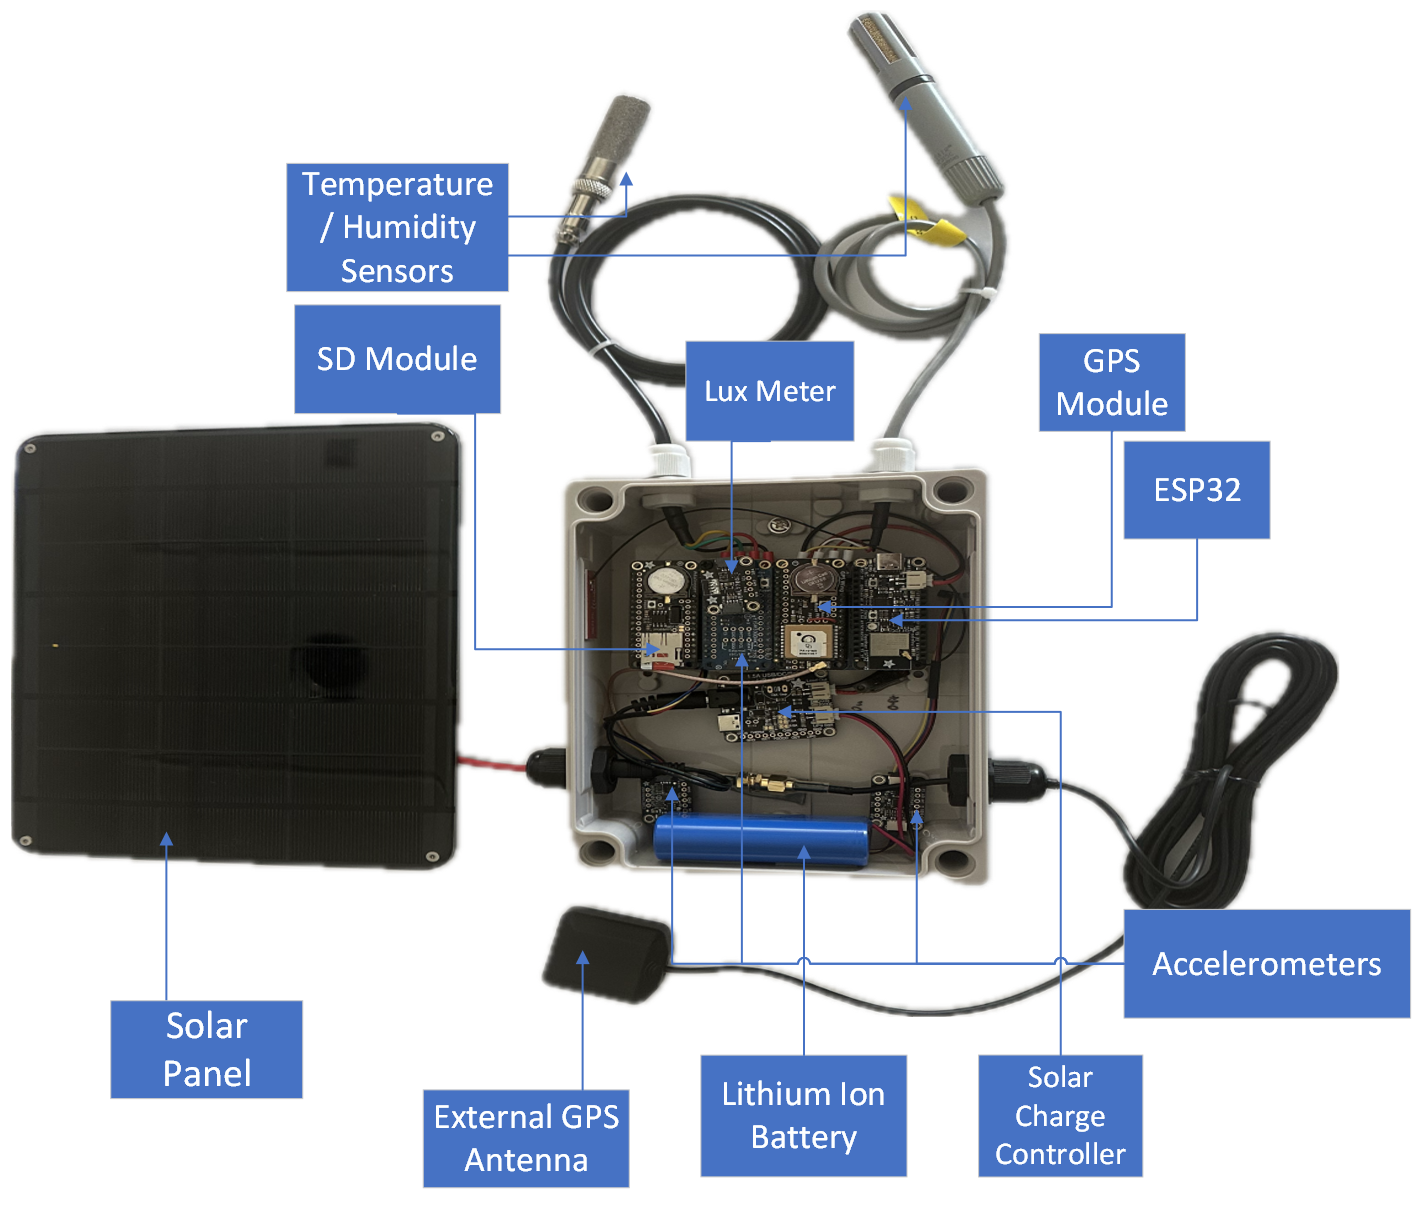 Temperature
/ Humidity
Sensors
SD Module
Lux Meter
GPS
Module
ESP32
Accelerometers
Solar
Panel
External GPS
Antenna
Lithium Ion
Battery
Solar
Charge
Controller